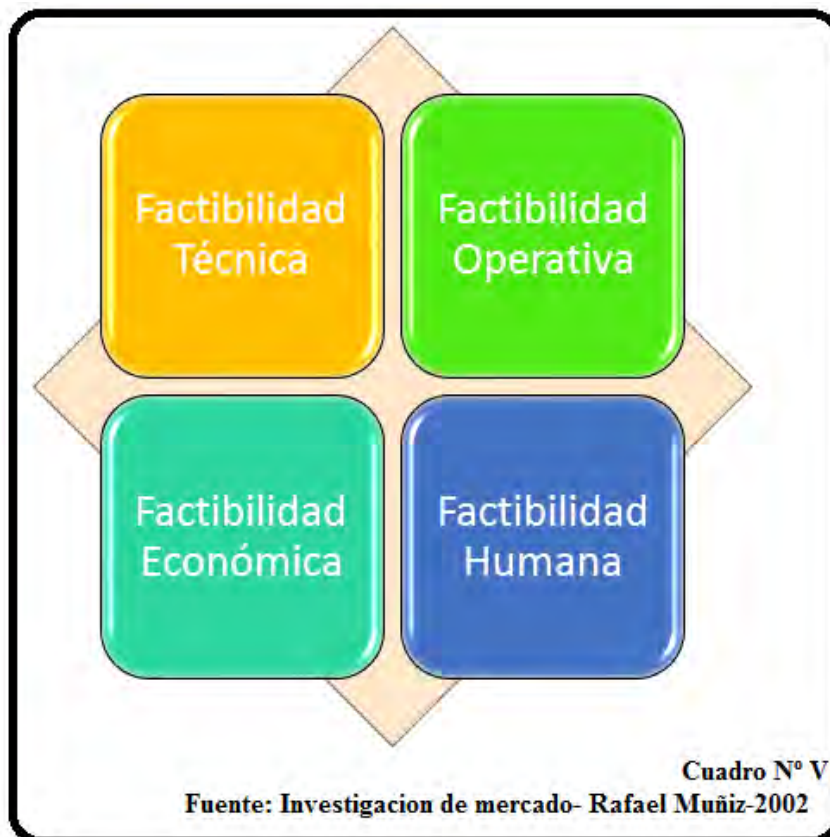 Factibilidad
Técnica
Factibilidad
Operativa
Factibilidad
Económica
Factibilidad
Humana
Cuadro Nº V
Fuente: Investigacion de mercado- Rafael Muñiz-2002